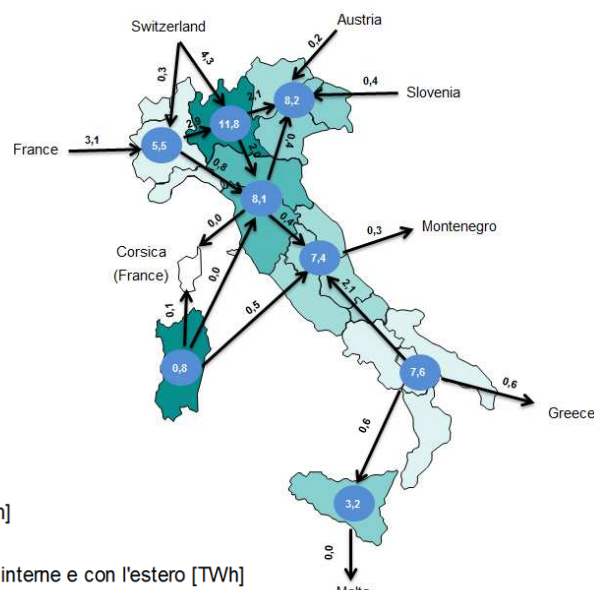 Austria
Switzerland
0,2
4,3
0,3
2,1
0,4
Slovenia
8,2
11,8
2,9
France
3,1
5,5
0,4
0,8
8,1
0,0
0,4
0,3
Montenegro
Corsica
(France)
7,4
0,0
0,5
2,1
0,1
0,8
7,6
0,6
Greece
0,6
3,2
h]
0,0
interne e con l'estero [TWh]